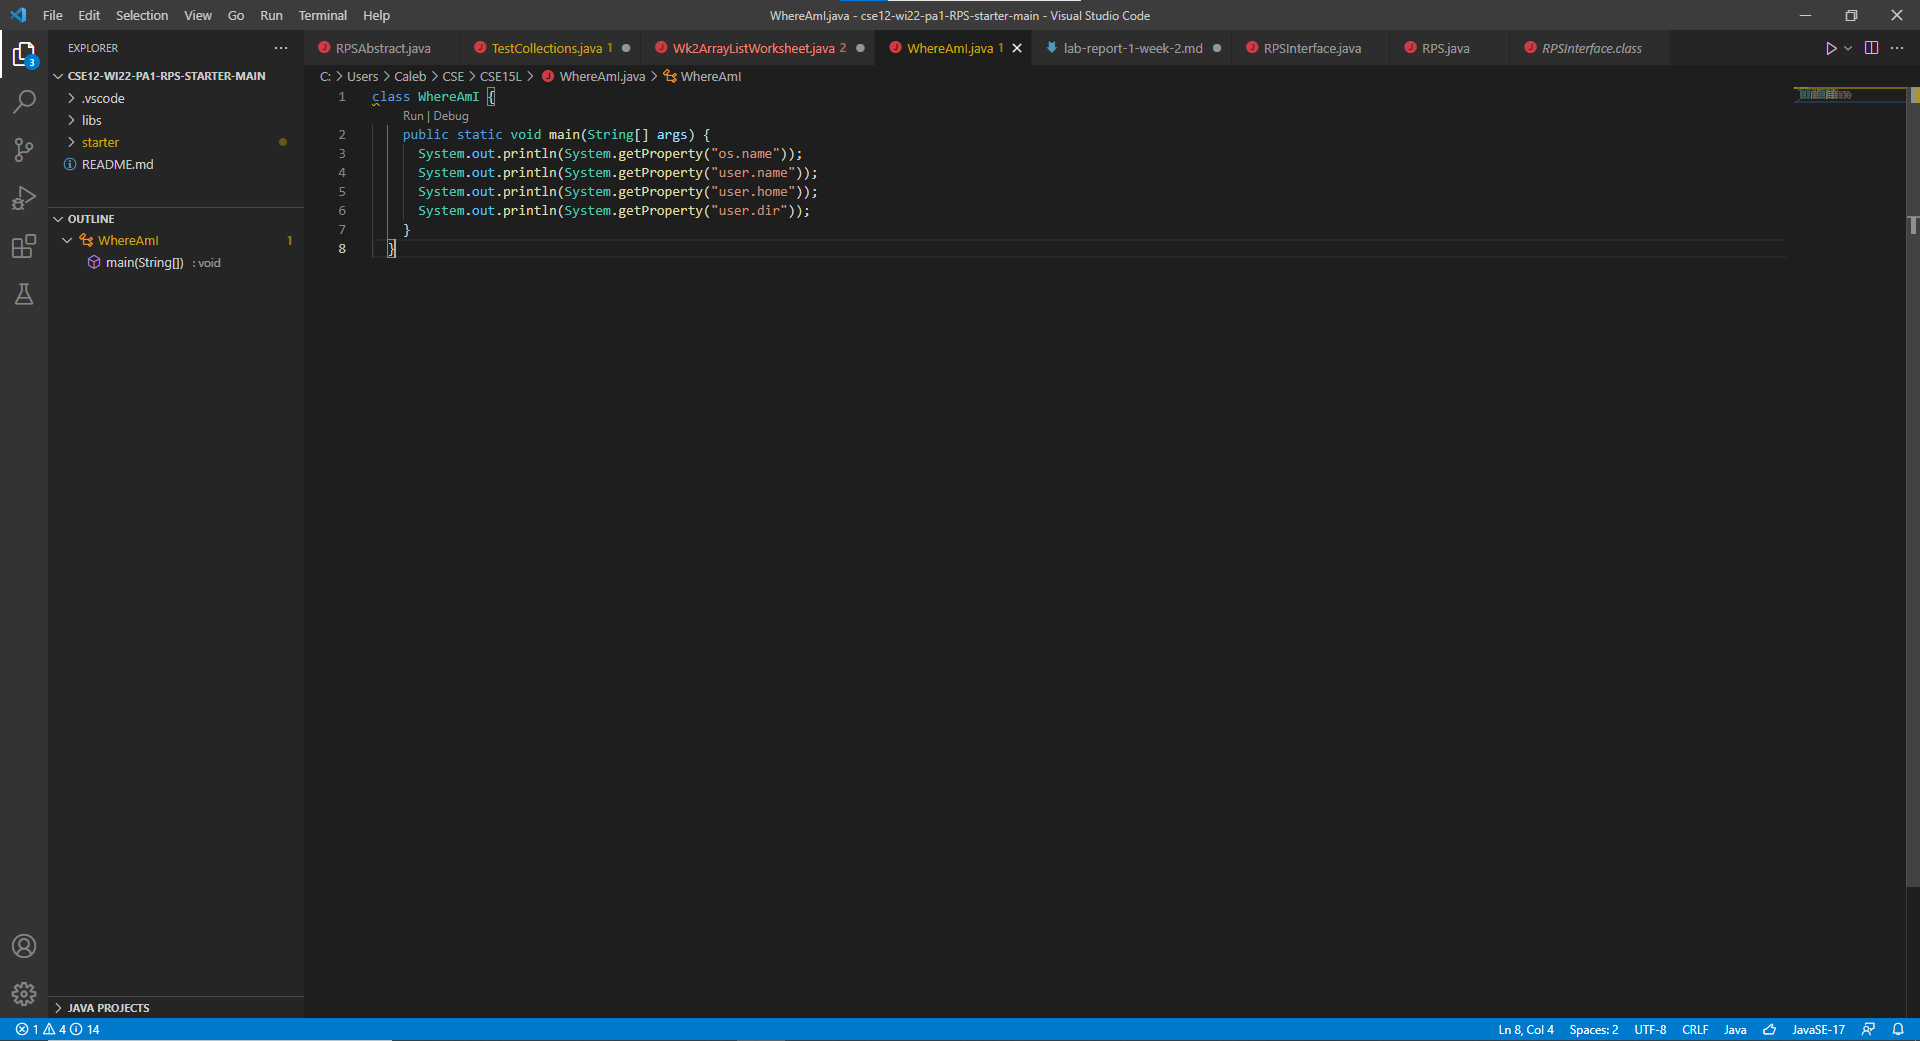 File Edit Selection View Go Run Terminal Help
WhereAmI.java - cse12-wi22-pa1-RPS-starter-main - Visual Studio Code
EXPLORER
3
CSE12-WI22-PA1-RPS-STARTER-MAIN
.vscode
libs
starter
README.md
OUTLINE
WhereAmI 1
main(String[]) : void
JAVA PROJECTS
RPSAbstract.java TestCollections.java 1 Wk2ArrayListWorksheet.java 2 WhereAmI.java 1 lab-report-1-week-2.md RPSInterface.java RPS.java RPSInterface.class
C: > Users > Caleb > CSE > CSE15L > WhereAmI.java > WhereAmI
1 class WhereAmI {
Run | Debug
2 public static void main(String[] args) {
3 System.out.println(System.getProperty("os.name"));
4 System.out.println(System.getProperty("user.name"));
5 System.out.println(System.getProperty("user.home"));
6 System.out.println(System.getProperty("user.dir"));
7 }
8 }
1 4 14
Ln 8, Col 4 Spaces: 2 UTF-8 CRLF Java JavaSE-17